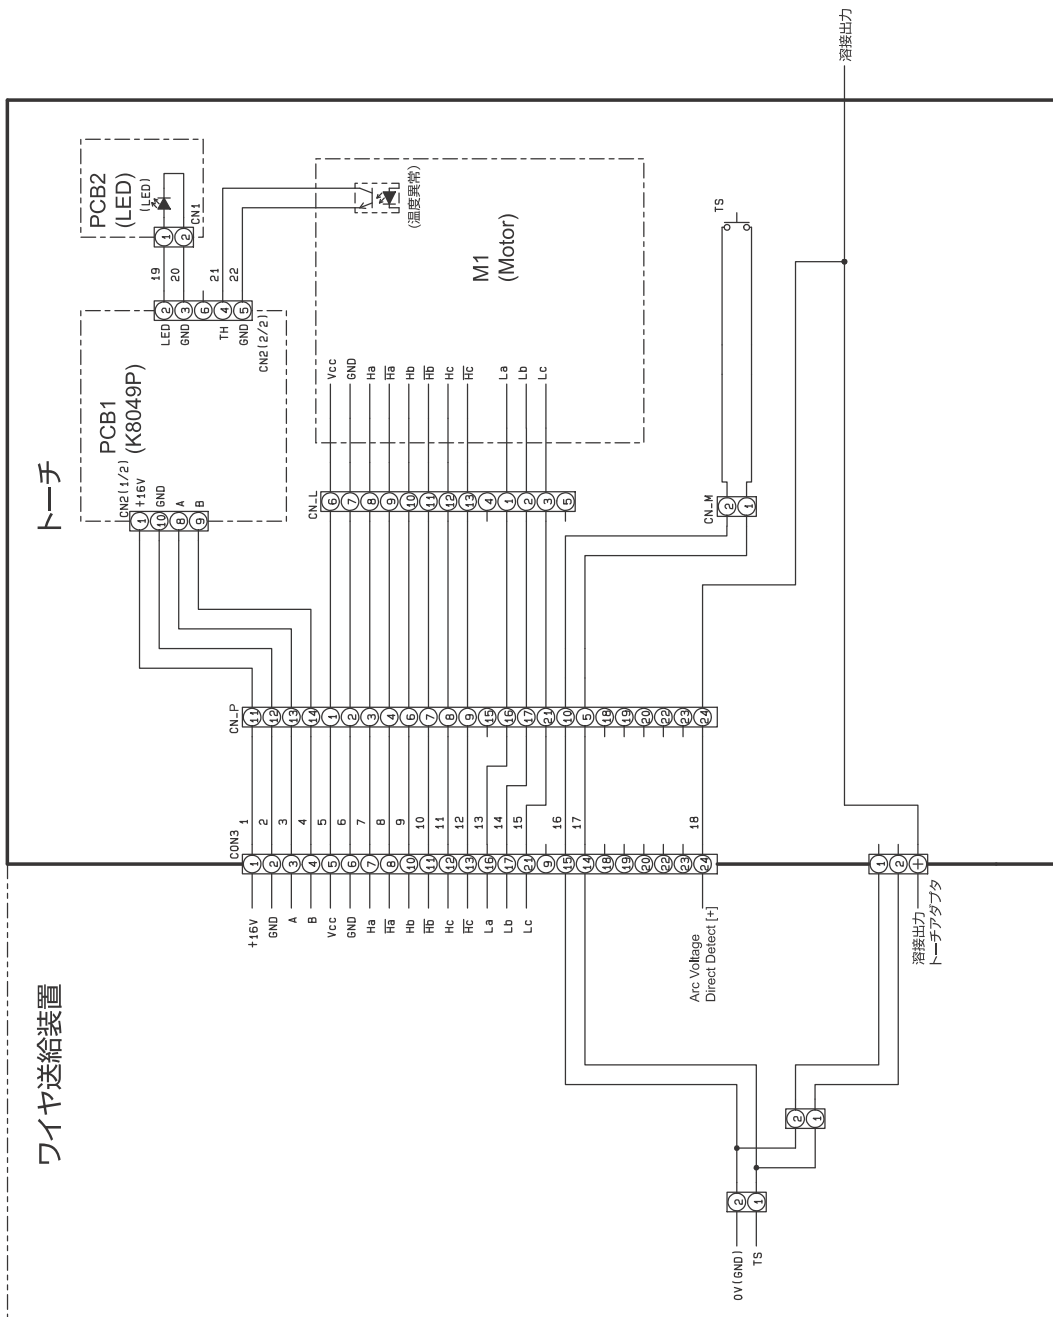 溶接出力
トーチ
PCB2
(LED)
(LED)
1
2
CN1
19
20
21
22
2
3
6
4
5
LED
GND
TH
GND
CN2(2/2)
PCB1
(K8049P)
CN2(1/2)
+16V
GND
A
B
1
10
8
9
(温度異常)
M1
(Motor)
Vcc
GND
Ha
Ha
Hb
Hb
Hc
Hc
La
Lb
Lc
CN_L
6
7
8
9
10
11
12
13
4
1
2
3
5
TS
CN_M
2
1
CN_P
11
12
13
14
1
2
3
4
6
7
8
9
15
16
17
21
10
5
18
19
20
22
23
24
1
2
3
4
5
6
7
8
9
10
11
12
13
14
15
16
17
18
CON3
1
2
3
4
5
6
7
8
10
11
12
13
16
17
21
9
15
14
18
19
20
22
23
24
+16V
GND
A
B
Vcc
GND
Ha
Ha
Hb
Hb
Hc
Hc
La
Lb
Lc
Arc Voltage
Direct Detect [+]
1
2
+
溶接出力
トーチアダプタ
ワイヤ送給装置
2
1
2
1
0V(GND)
TS